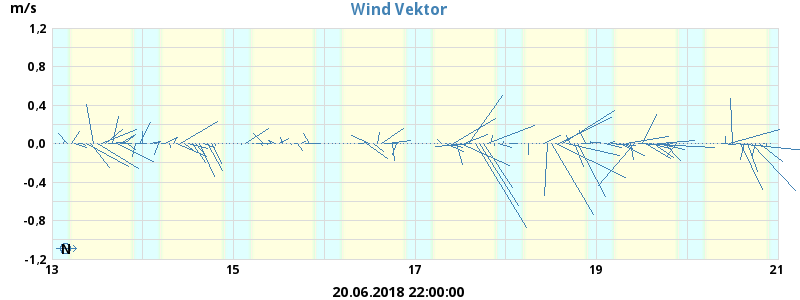 m/s
Wind Vektor
1,2
0,8
0,4
0,0
-0,4
-0,8
-1,2
N
13 15 17 19 21
20.06.2018 22:00:00